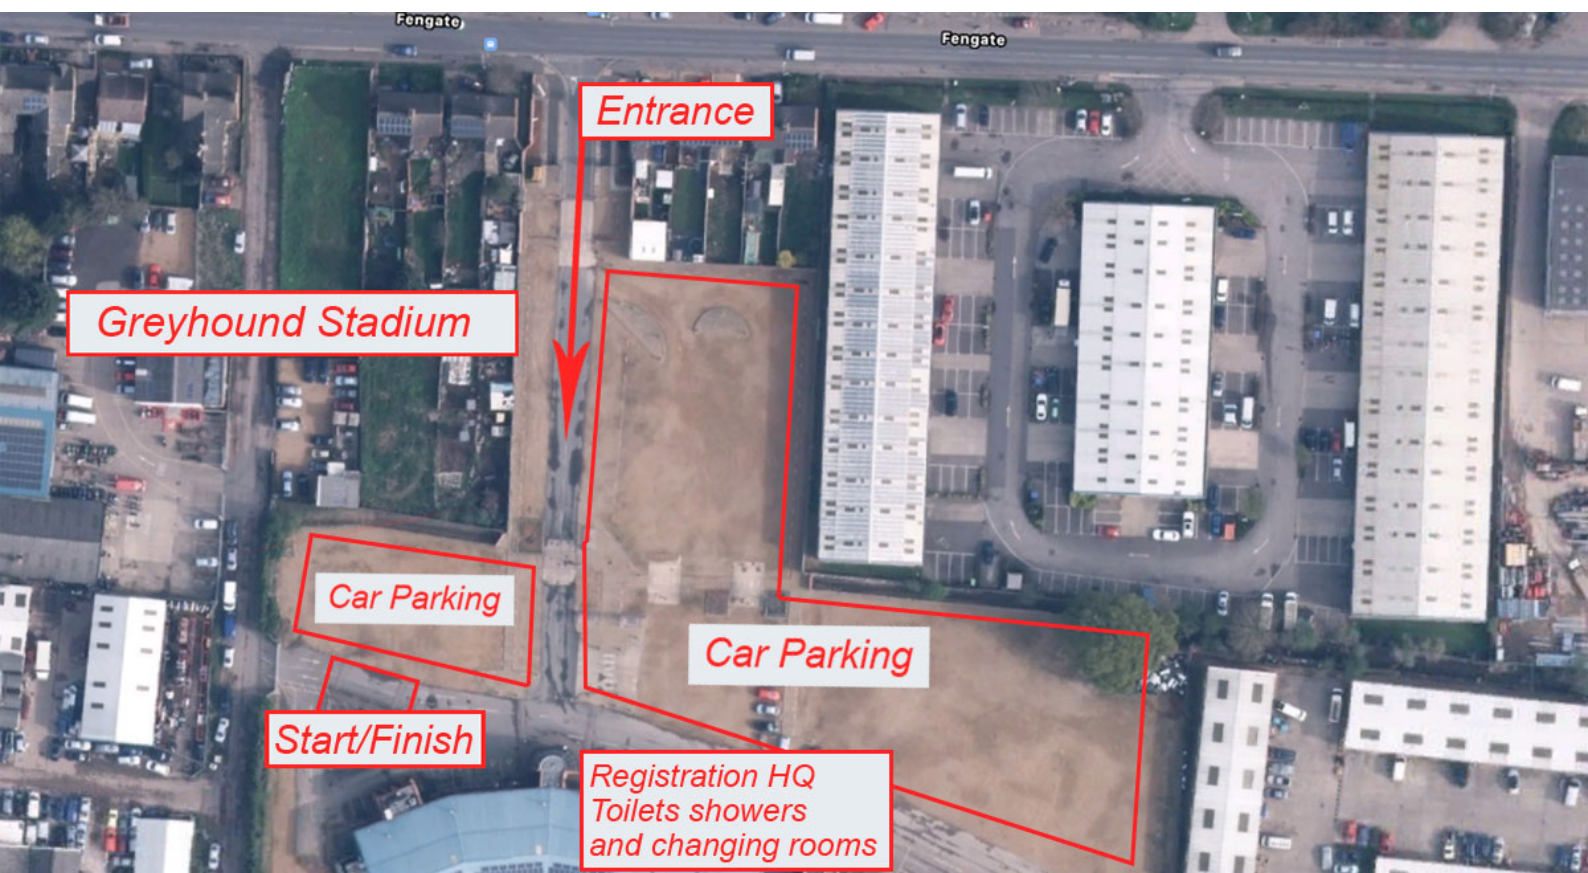 Fengate
Fengate
Entrance
Greyhound Stadium
Car Parking
Car Parking
Start/Finish
Registration HQ
Toilets showers
and changing rooms